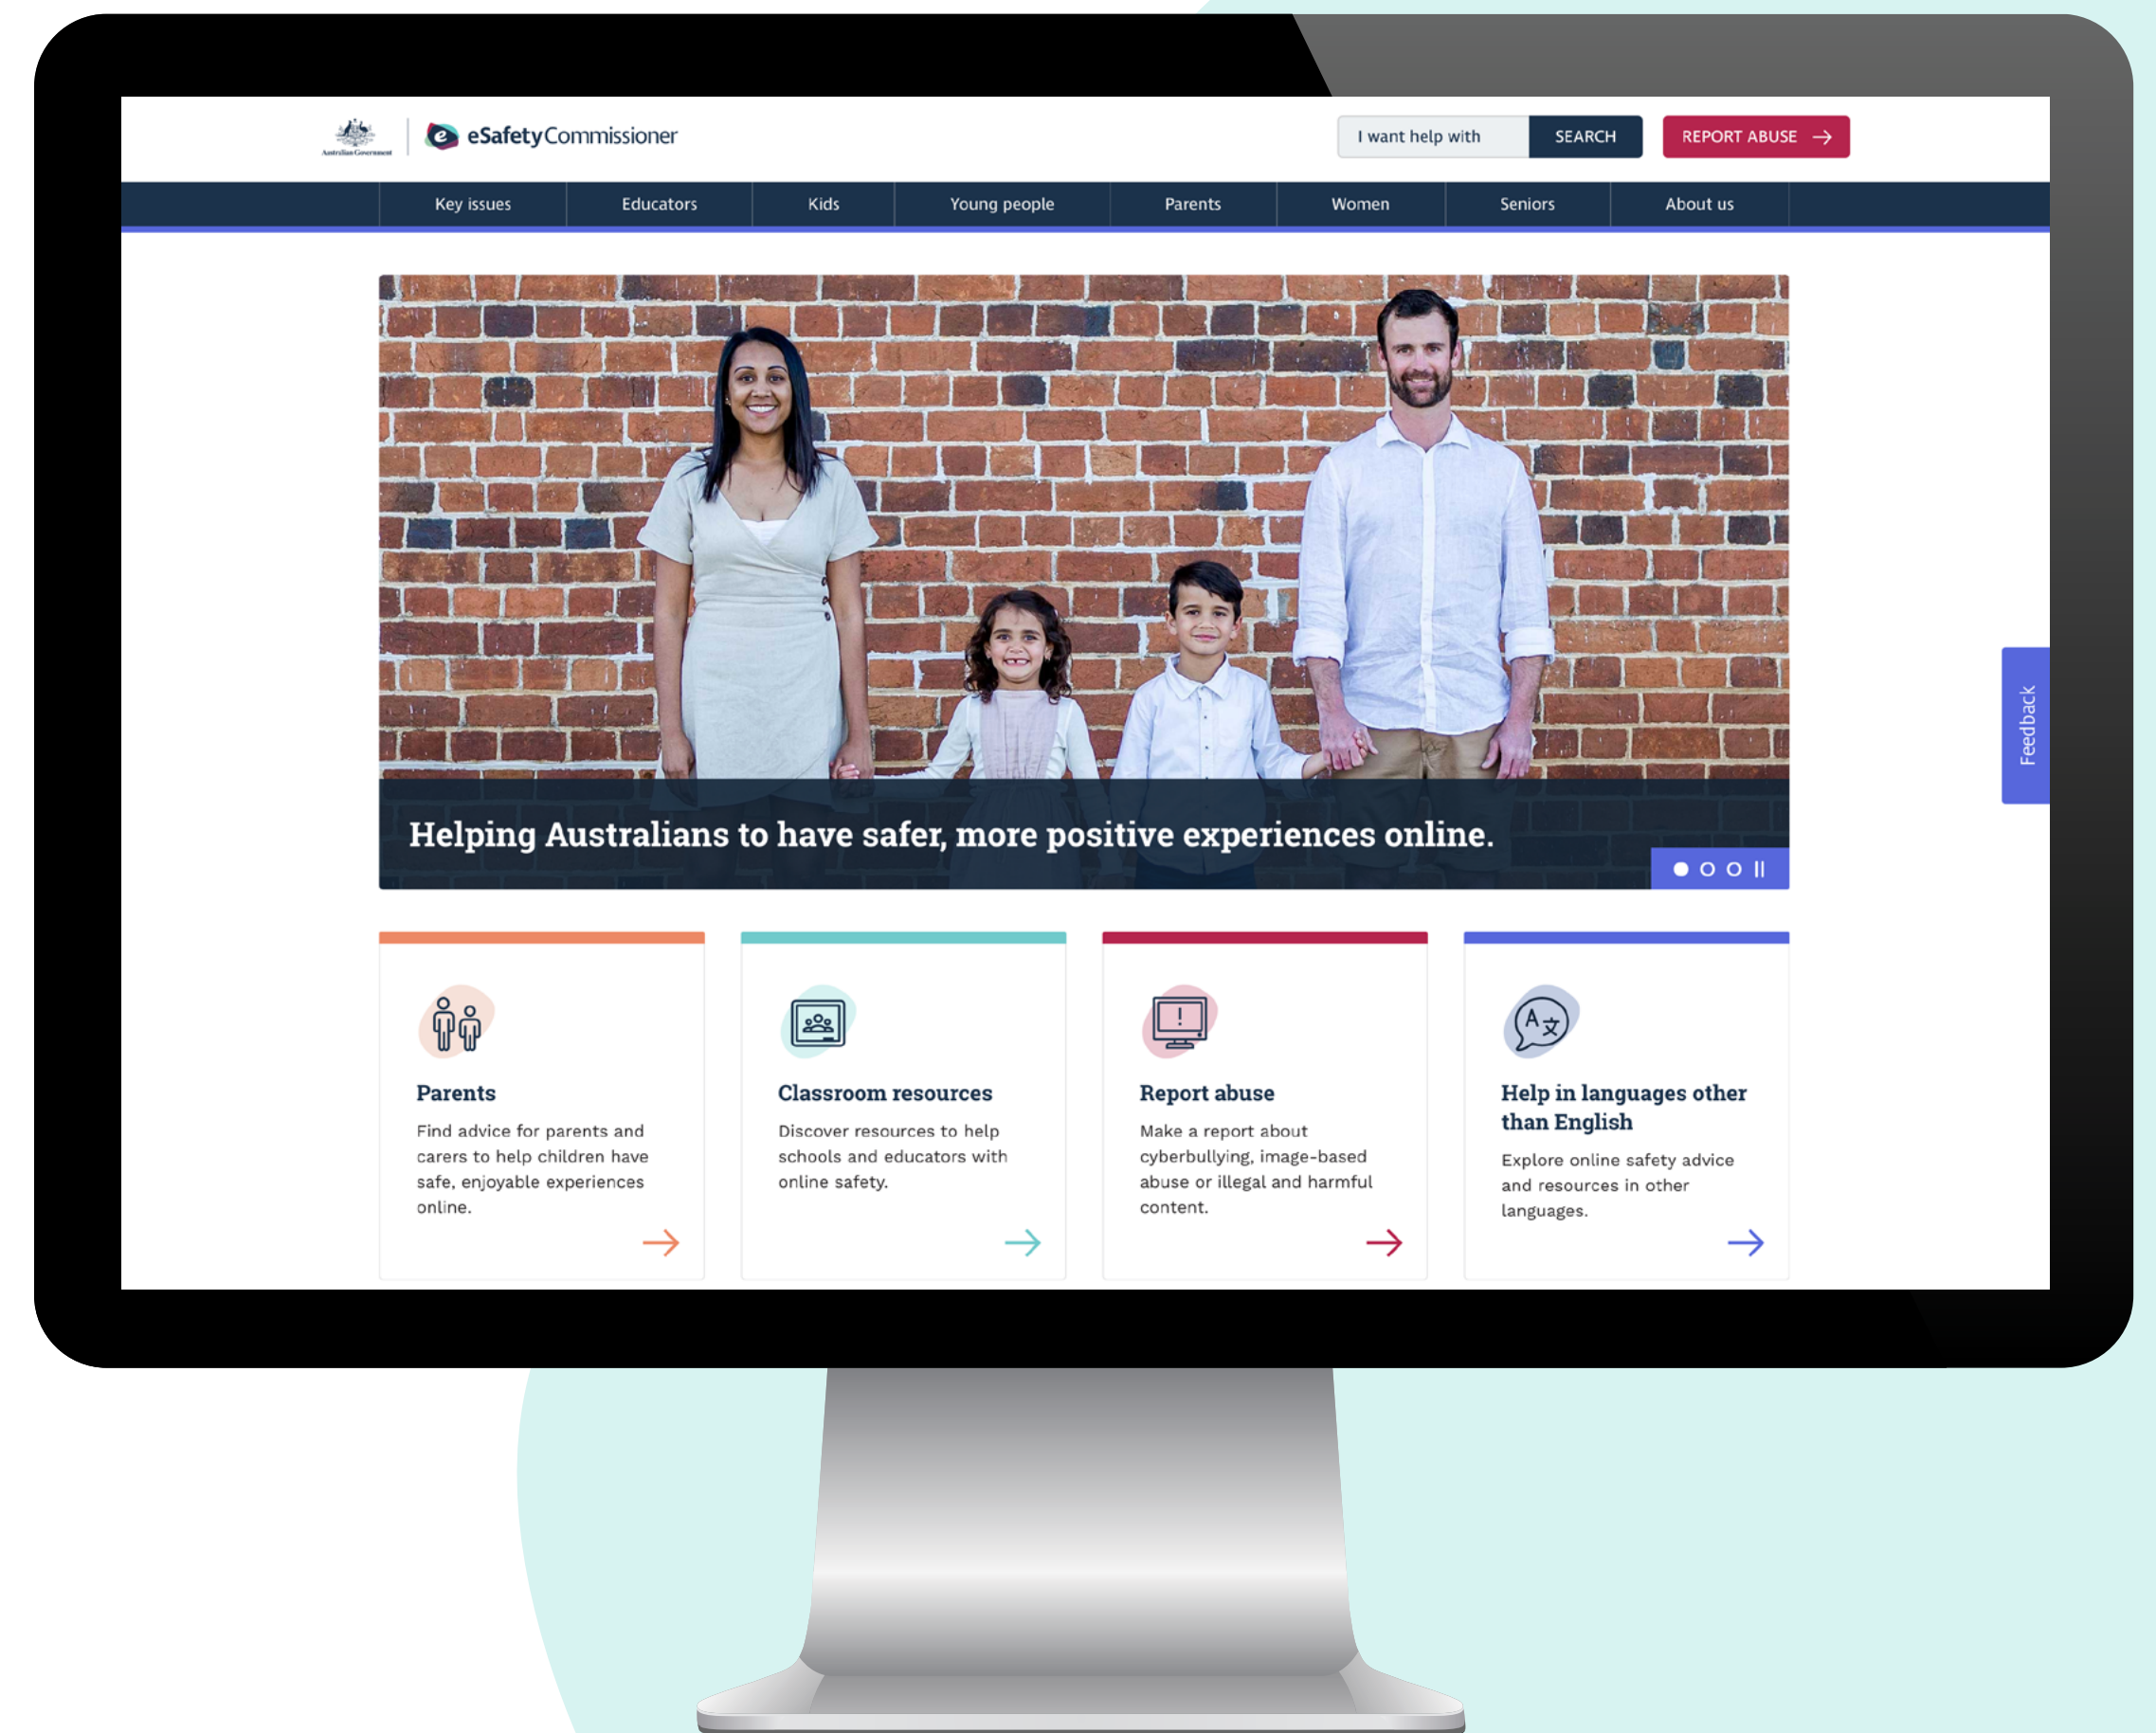 Australian Government
eSafetyCommissioner
I want help with
SEARCH
REPORT ABUSE
Key issues
Educators
Kids
Young people
Parents
Women
Seniors
About us
Feedback
Helping Australians to have safer, more positive experiences online.
Parents
Find advice for parents and
carers to help children have
safe, enjoyable experiences
online.
Classroom resources
Discover resources to help
schools and educators with
online safety.
Report abuse
Make a report about
cyberbullying, image-based
abuse or illegal and harmful
content.
A文
Help in languages other
than English
Explore online safety advice
and resources in other
languages.